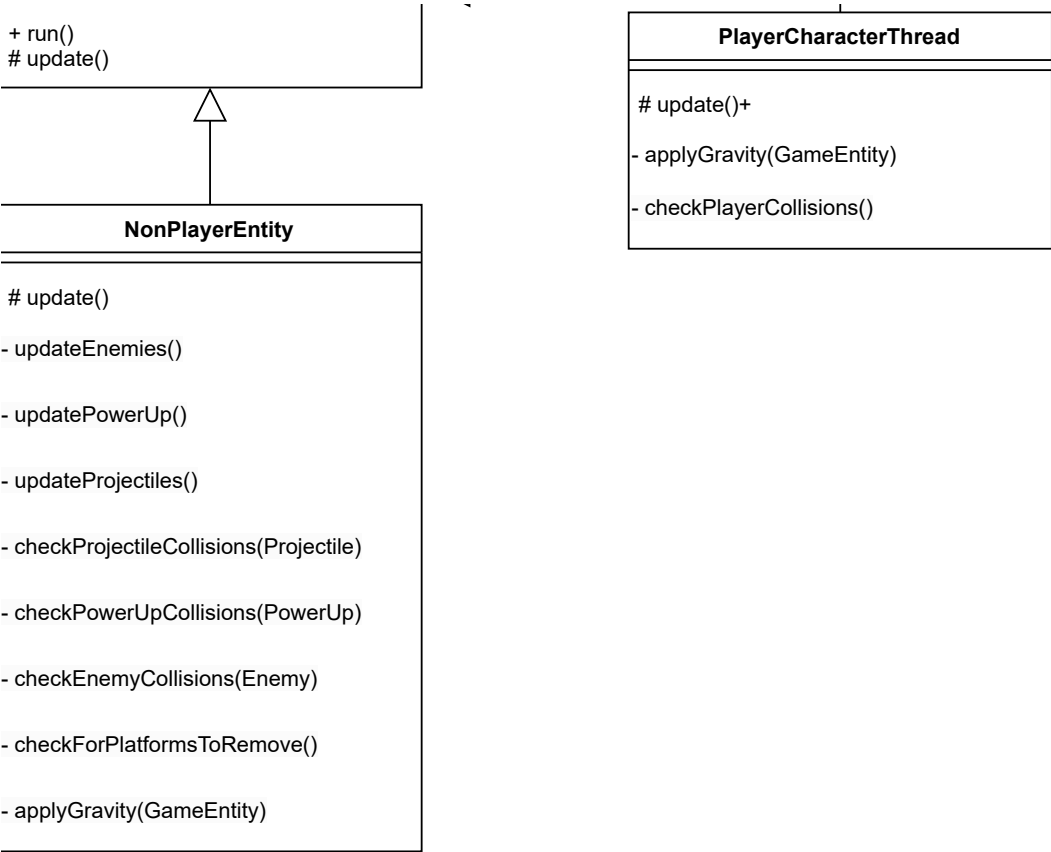 + run()
# update()
NonPlayerEntity
# update()
- updateEnemies()
- updatePowerUp()
- updateProjectiles()
- checkProjectileCollisions(Projectile)
- checkPowerUpCollisions(PowerUp)
- checkEnemyCollisions(Enemy)
- checkForPlatformsToRemove()
- applyGravity(GameEntity)
PlayerCharacterThread
# update()+
- applyGravity(GameEntity)
- checkPlayerCollisions()